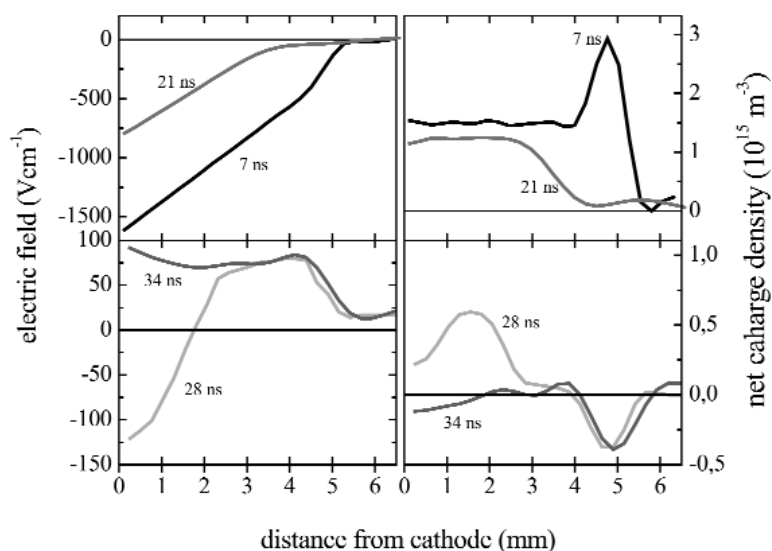 0
-500
-1000
-1500
21 ns
7 ns
7 ns
21 ns
3
2
1
0
100
50
0
-50
-100
-150
34 ns
28 ns
28 ns
34 ns
1,0
0,5
0,0
-0,5
0 1 2 3 4 5 6
0 1 2 3 4 5 6
electric field (Vcm⁻¹)
net caharge density (10¹⁵ m⁻³)
distance from cathode (mm)